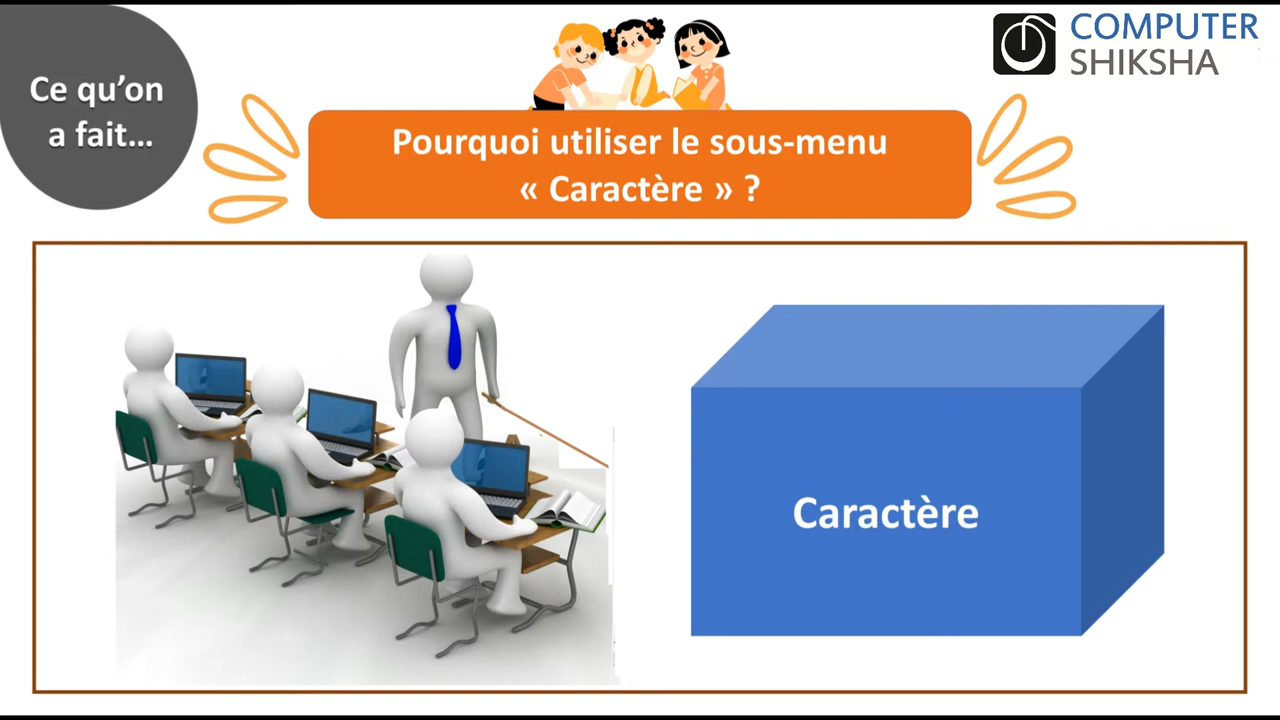 Ce qu’on
a fait…
COMPUTER
SHIKSHA
Pourquoi utiliser le sous-menu
« Caractère » ?
Caractère